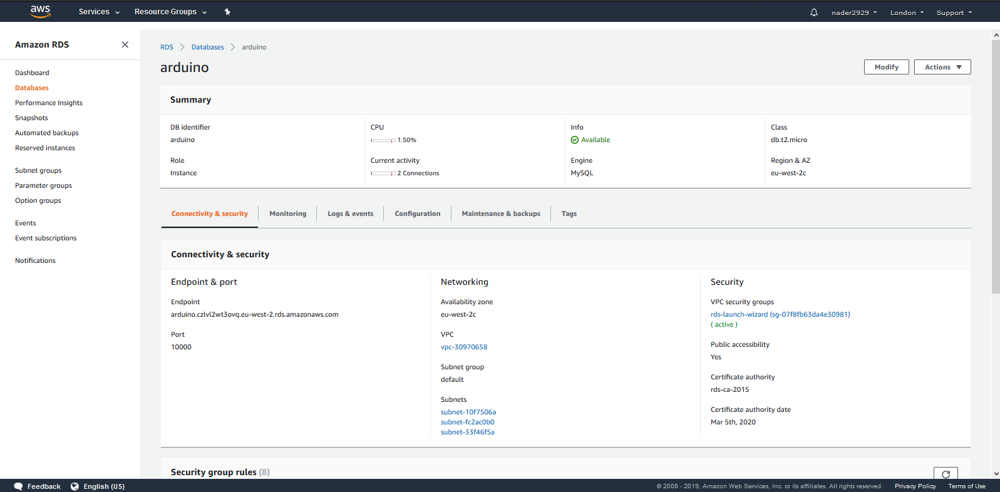 aws Services Resource Groups nader2929 London Support
Amazon RDS
Dashboard
Databases
Performance Insights
Snapshots
Automated backups
Reserved instances
Subnet groups
Parameter groups
Option groups
Events
Event subscriptions
Notifications
RDS Databases arduino
arduino
Modify Actions
Summary
DB identifier
arduino
CPU
1.50%
Info
Available
Class
db.t2.micro
Role
Instance
Current activity
2 Connections
Engine
MySQL
Region & AZ
eu-west-2c
Connectivity & security Monitoring Logs & events Configuration Maintenance & backups Tags
Connectivity & security
Endpoint & port
Endpoint
arduino.czlvl2wt3ovq.eu-west-2.rds.amazonaws.com
Port
10000
Networking
Availability zone
eu-west-2c
VPC
vpc-30970658
Subnet group
default
Subnets
subnet-10f7506a
subnet-fc2ac0b0
subnet-33f46f5a
Security
VPC security groups
rds-launch-wizard (sg-07f8fb63da4e30981)
( active )
Public accessibility
Yes
Certificate authority
rds-ca-2015
Certificate authority date
Mar 5th, 2020
Security group rules (8)
Feedback English (US) © 2008 - 2019, Amazon Web Services, Inc. or its affiliates. All rights reserved. Privacy Policy Terms of Use